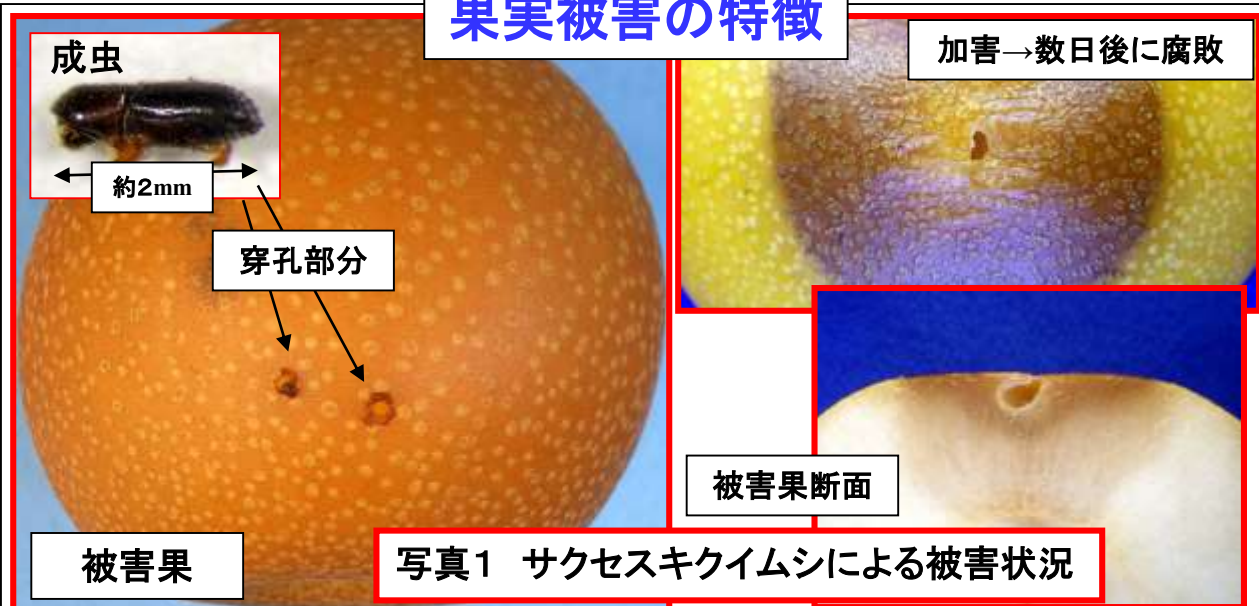 果実被害の特徴
成虫
約２mm
穿孔部分
被害果
加害→数日後に腐敗
被害果断面
写真１　サクセスキクイムシによる被害状況